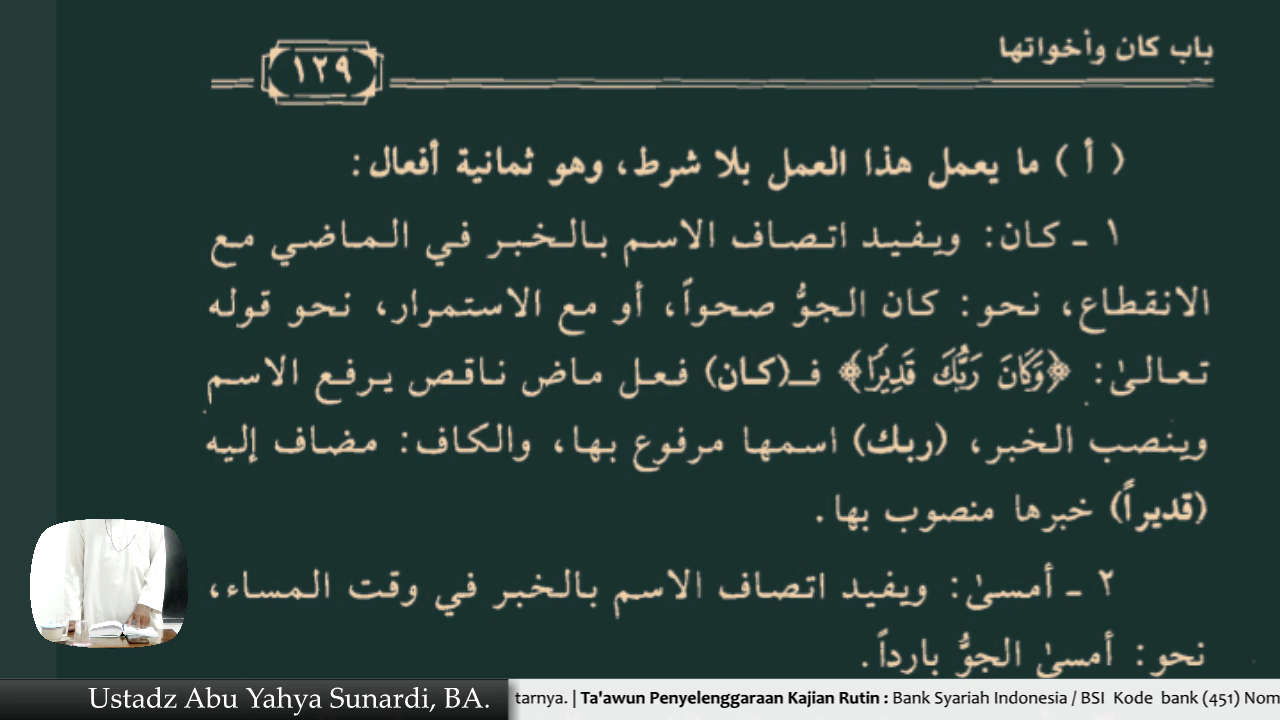 باب كان وأخواتها
١٢٩
( أ ) ما يعمل هذا العمل بلا شرط، وهو ثمانية أفعال:
١ ـ كان: ويفيد اتصاف الاسم بالخبر في الماضي مع
الانقطاع، نحو: كان الجوُّ صحواً، أو مع الاستمرار، نحو قوله
تعالىٰ: ﴿وَكَانَ رَبُّكَ قَدِيرًا﴾ فـ(كان) فعل ماض ناقص يرفع الاسم
وينصب الخبر، (ربك) اسمها مرفوع بها، والكاف: مضاف إليه
(قديراً) خبرها منصوب بها.
٢ ـ أمسىٰ: ويفيد اتصاف الاسم بالخبر في وقت المساء،
نحو: أمسىٰ الجوُّ بارداً.
Ustadz Abu Yahya Sunardi, BA.
tarnya. | Ta'awun Penyelenggaraan Kajian Rutin : Bank Syariah Indonesia / BSI Kode bank (451) Nom